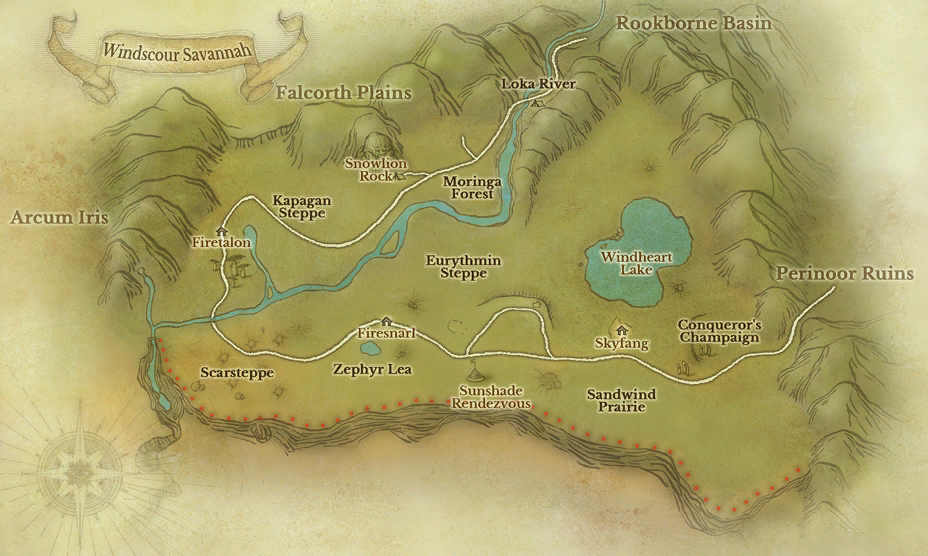 Rookborne Basin
Windscour Savannah
Loka River
Falcorth Plains
Snowlion
Rock
Moringa
Forest
Kapagan
Steppe
Arcum Iris
Firetalon
Eurythmin
Steppe
Windheart
Lake
Perinoor Ruins
Firesnarl
Skyfang
Conqueror's
Champaign
Scarsteppe
Zephyr Lea
Sunshade
Rendezvous
Sandwind
Prairie